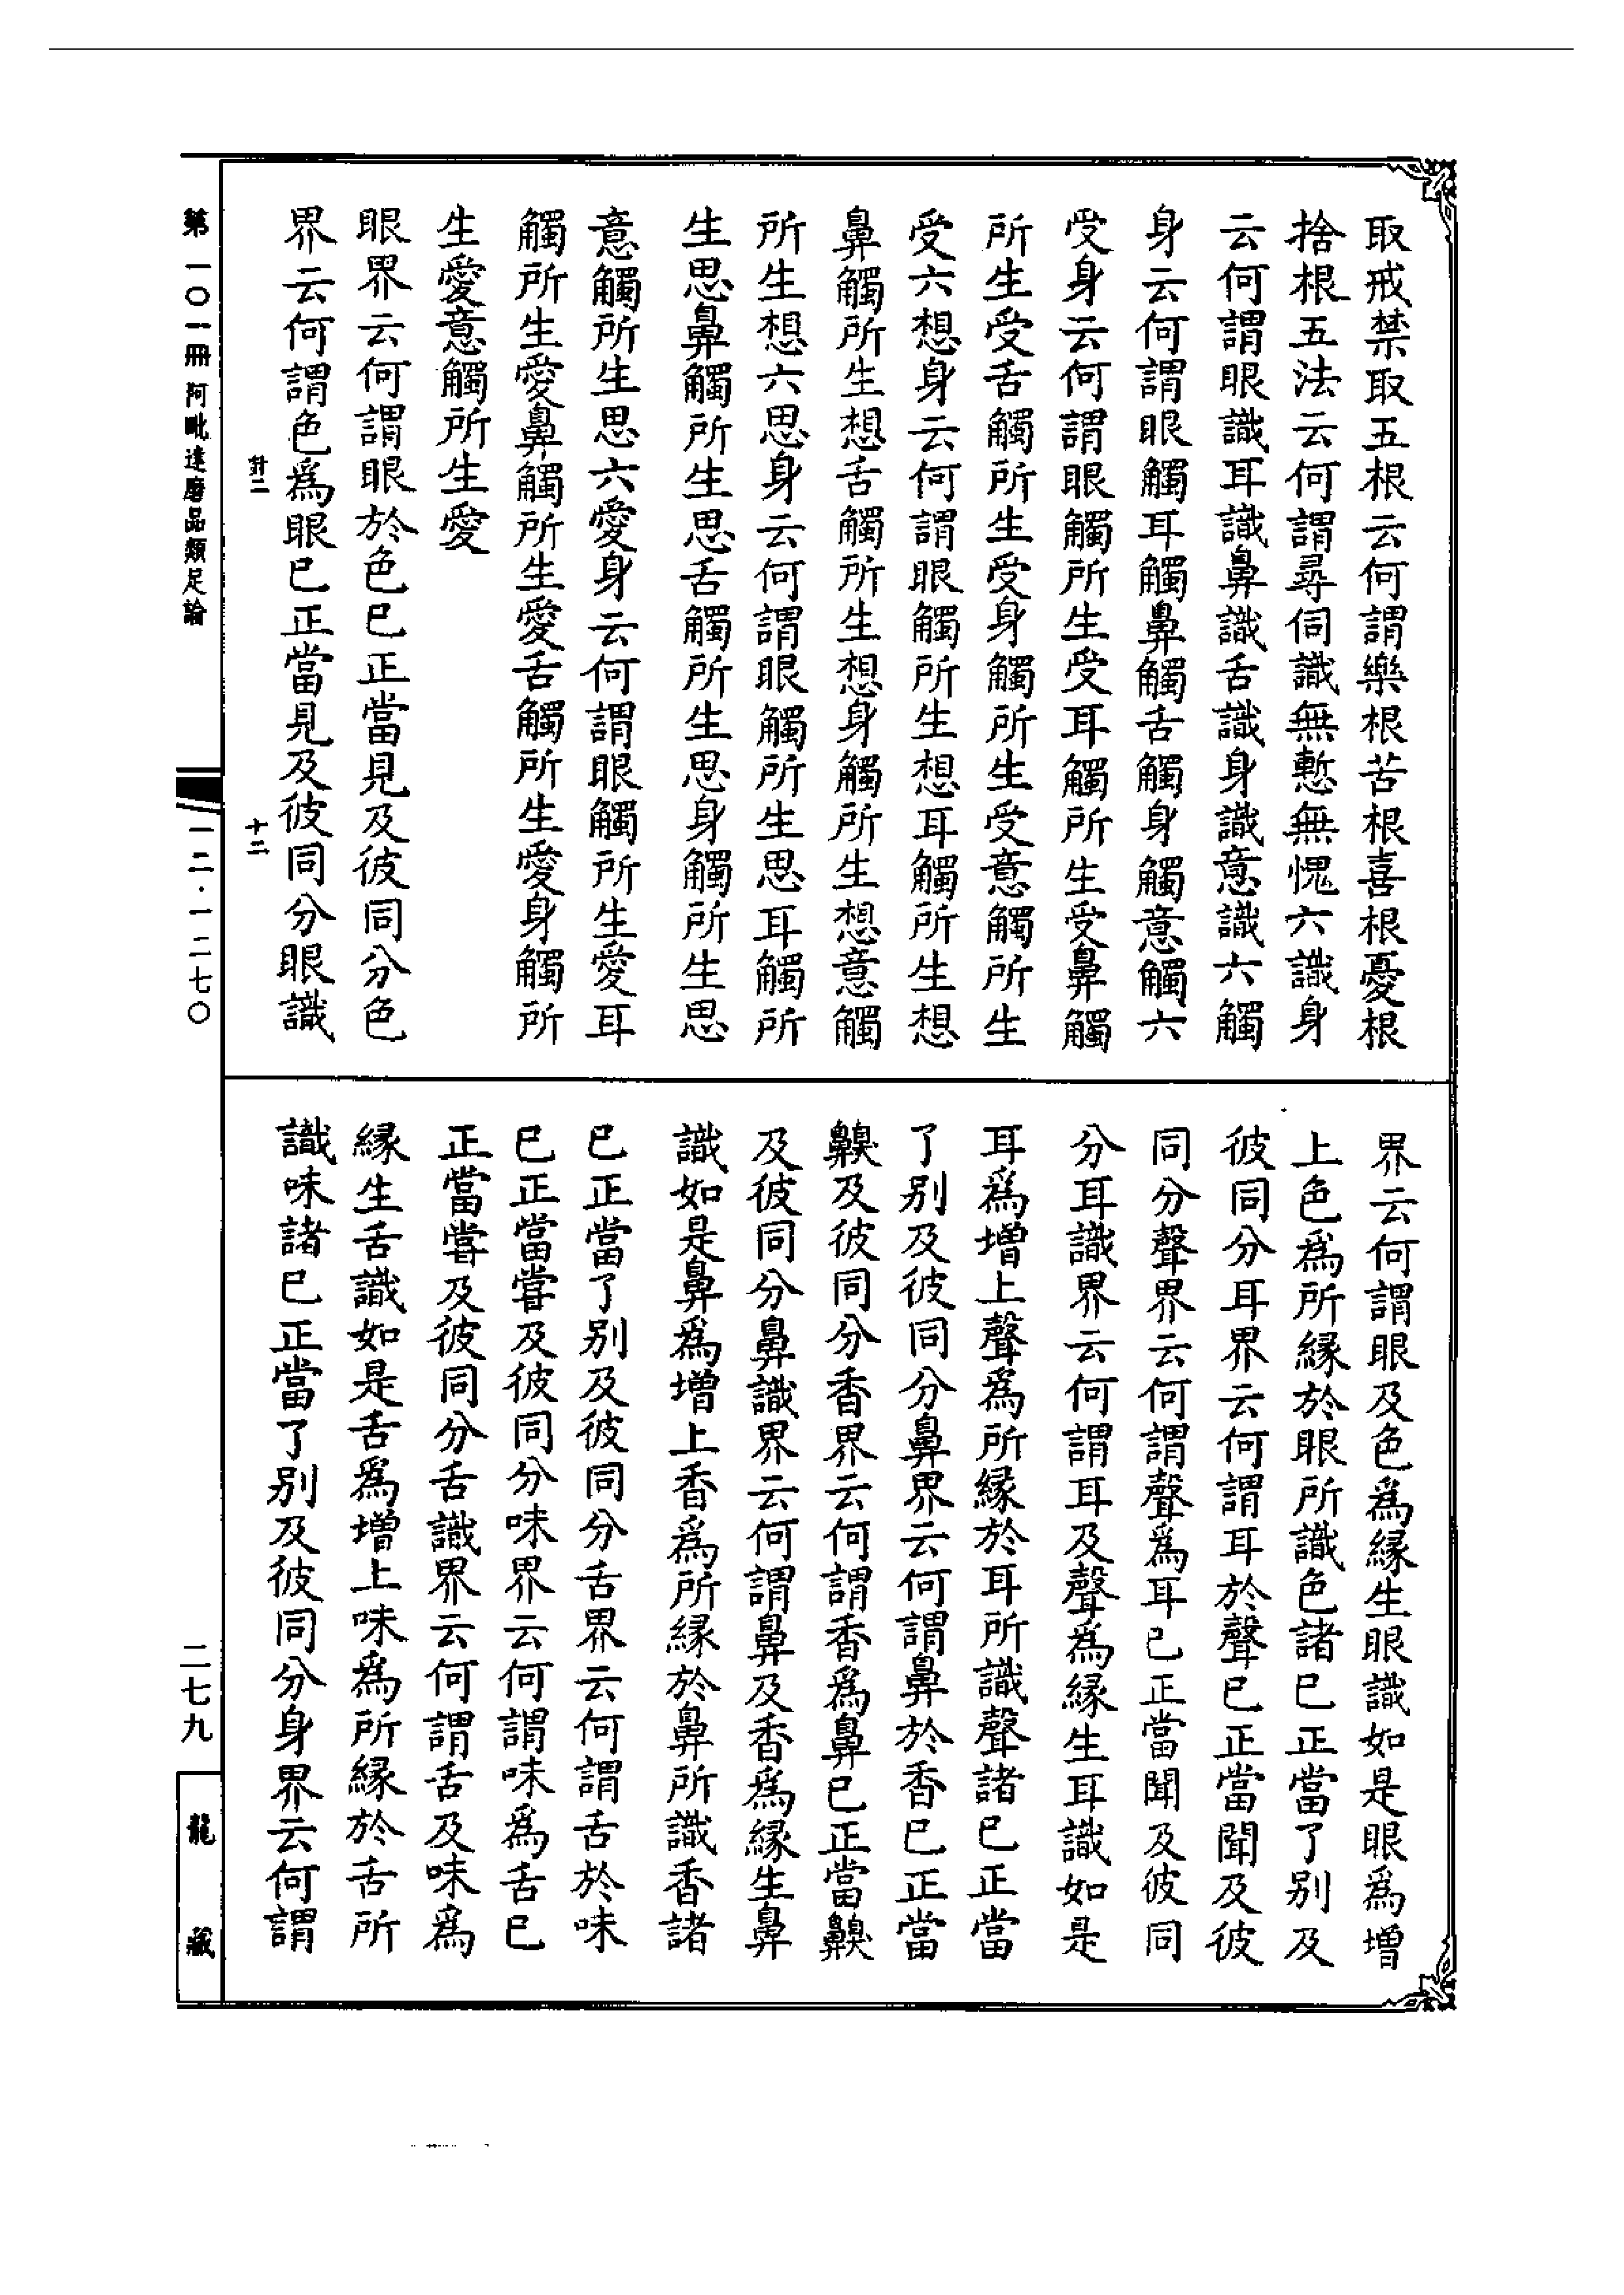 取戒禁取五根云何謂樂根苦根喜根憂根
捨根五法云何謂尋伺識無慙無愧六識身
云何謂眼識耳識鼻識舌識身識意識六觸
身云何謂眼觸耳觸鼻觸舌觸身觸意觸六
受身云何謂眼觸所生受耳觸所生受鼻觸
所生受舌觸所生受身觸所生受意觸所生
受六想身云何謂眼觸所生想耳觸所生想
鼻觸所生想舌觸所生想身觸所生想意觸
所生想六思身云何謂眼觸所生思耳觸所
生思鼻觸所生思舌觸所生思身觸所生思
意觸所生思六愛身云何謂眼觸所生愛耳
觸所生愛鼻觸所生愛舌觸所生愛身觸所
生愛意觸所生愛
眼界云何謂眼於色已正當見及彼同分色
界云何謂色爲眼已正當見及彼同分眼識
界云何謂眼及色爲緣生眼識如是眼爲增
上色爲所緣於眼所識色諸已正當了別及
彼同分耳界云何謂耳於聲已正當聞及彼
同分聲界云何謂聲爲耳已正當聞及彼同
分耳識界云何謂耳及聲爲緣生耳識如是
耳爲增上聲爲所緣於耳所識聲諸已正當
了別及彼同分鼻界云何謂鼻於香已正當
齅及彼同分香界云何謂香爲鼻已正當齅
及彼同分鼻識界云何謂鼻及香爲緣生鼻
識如是鼻爲增上香爲所緣於鼻所識香諸
已正當了別及彼同分舌界云何謂舌於味
已正當甞及彼同分味界云何謂味爲舌已
正當甞及彼同分舌識界云何謂舌及味爲
緣生舌識如是舌爲增上味爲所緣於舌所
識味諸已正當了別及彼同分身界云何謂
十二
第一〇一冊 阿毗達磨品類足論
一二·一二七〇
二七九
龍藏